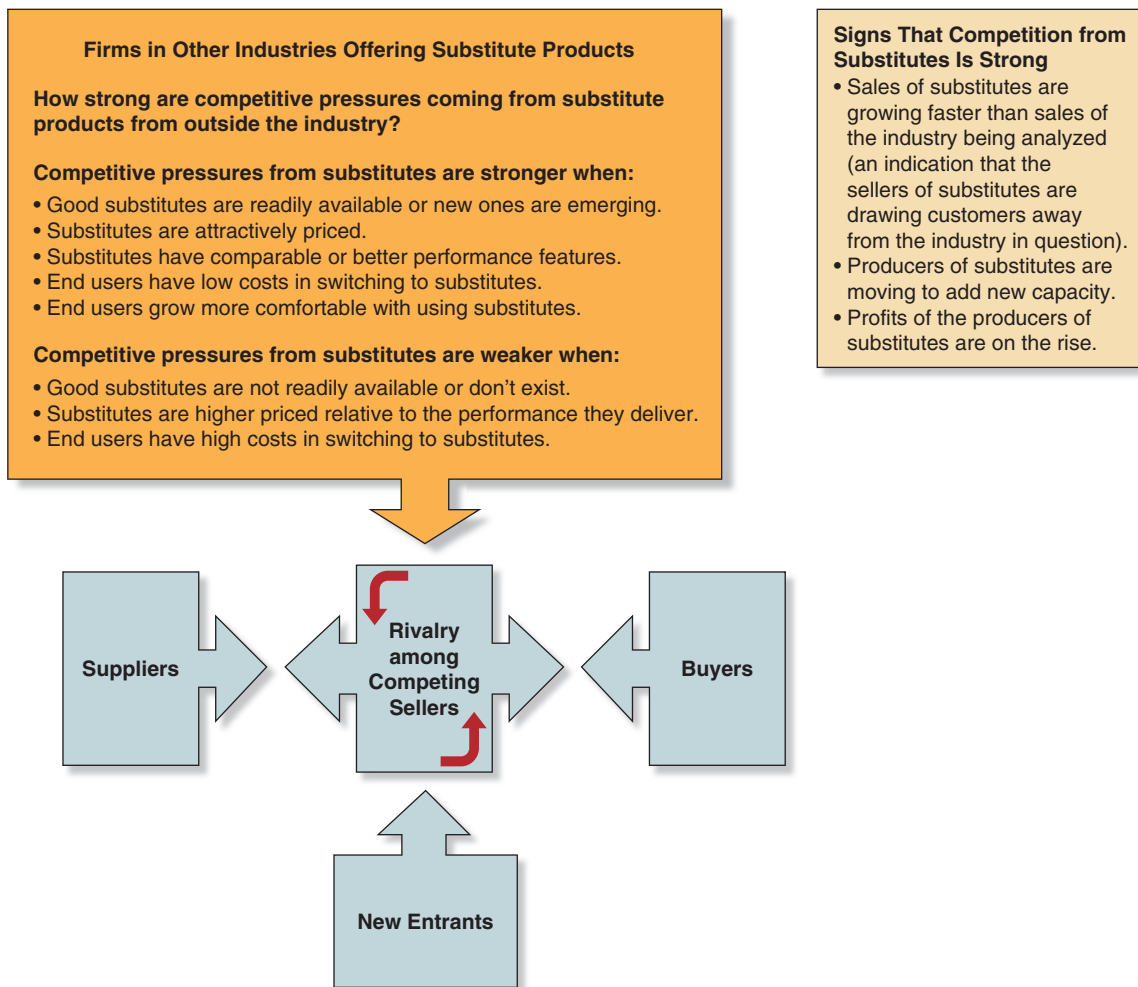 Firms in Other Industries Offering Substitute Products
How strong are competitive pressures coming from substitute
products from outside the industry?
Competitive pressures from substitutes are stronger when:
• Good substitutes are readily available or new ones are emerging.
• Substitutes are attractively priced.
• Substitutes have comparable or better performance features.
• End users have low costs in switching to substitutes.
• End users grow more comfortable with using substitutes.
Competitive pressures from substitutes are weaker when:
• Good substitutes are not readily available or don’t exist.
• Substitutes are higher priced relative to the performance they deliver.
• End users have high costs in switching to substitutes.
Signs That Competition from
Substitutes Is Strong
• Sales of substitutes are
growing faster than sales of
the industry being analyzed
(an indication that the
sellers of substitutes are
drawing customers away
from the industry in question).
• Producers of substitutes are
moving to add new capacity.
• Profits of the producers of
substitutes are on the rise.
Suppliers
Rivalry
among
Competing
Sellers
Buyers
New Entrants